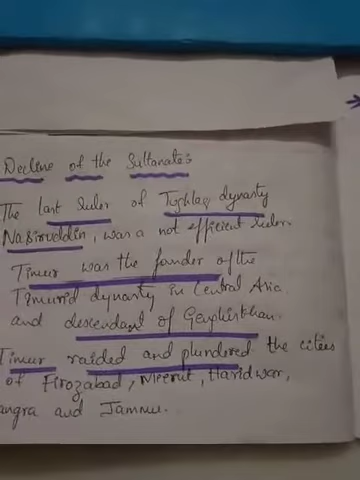 Decline of the Sultanate:
The last ruler of Tughlaq dynasty
Nasiruddin, was a not efficient ruler.
Timur was the founder of the
Timurid dynasty in Central Asia
and descendant of Genghiskhan.
Timur raided and plundered the cities
of Firozabad, Meerut, Haridwar,
angra and Jammu.